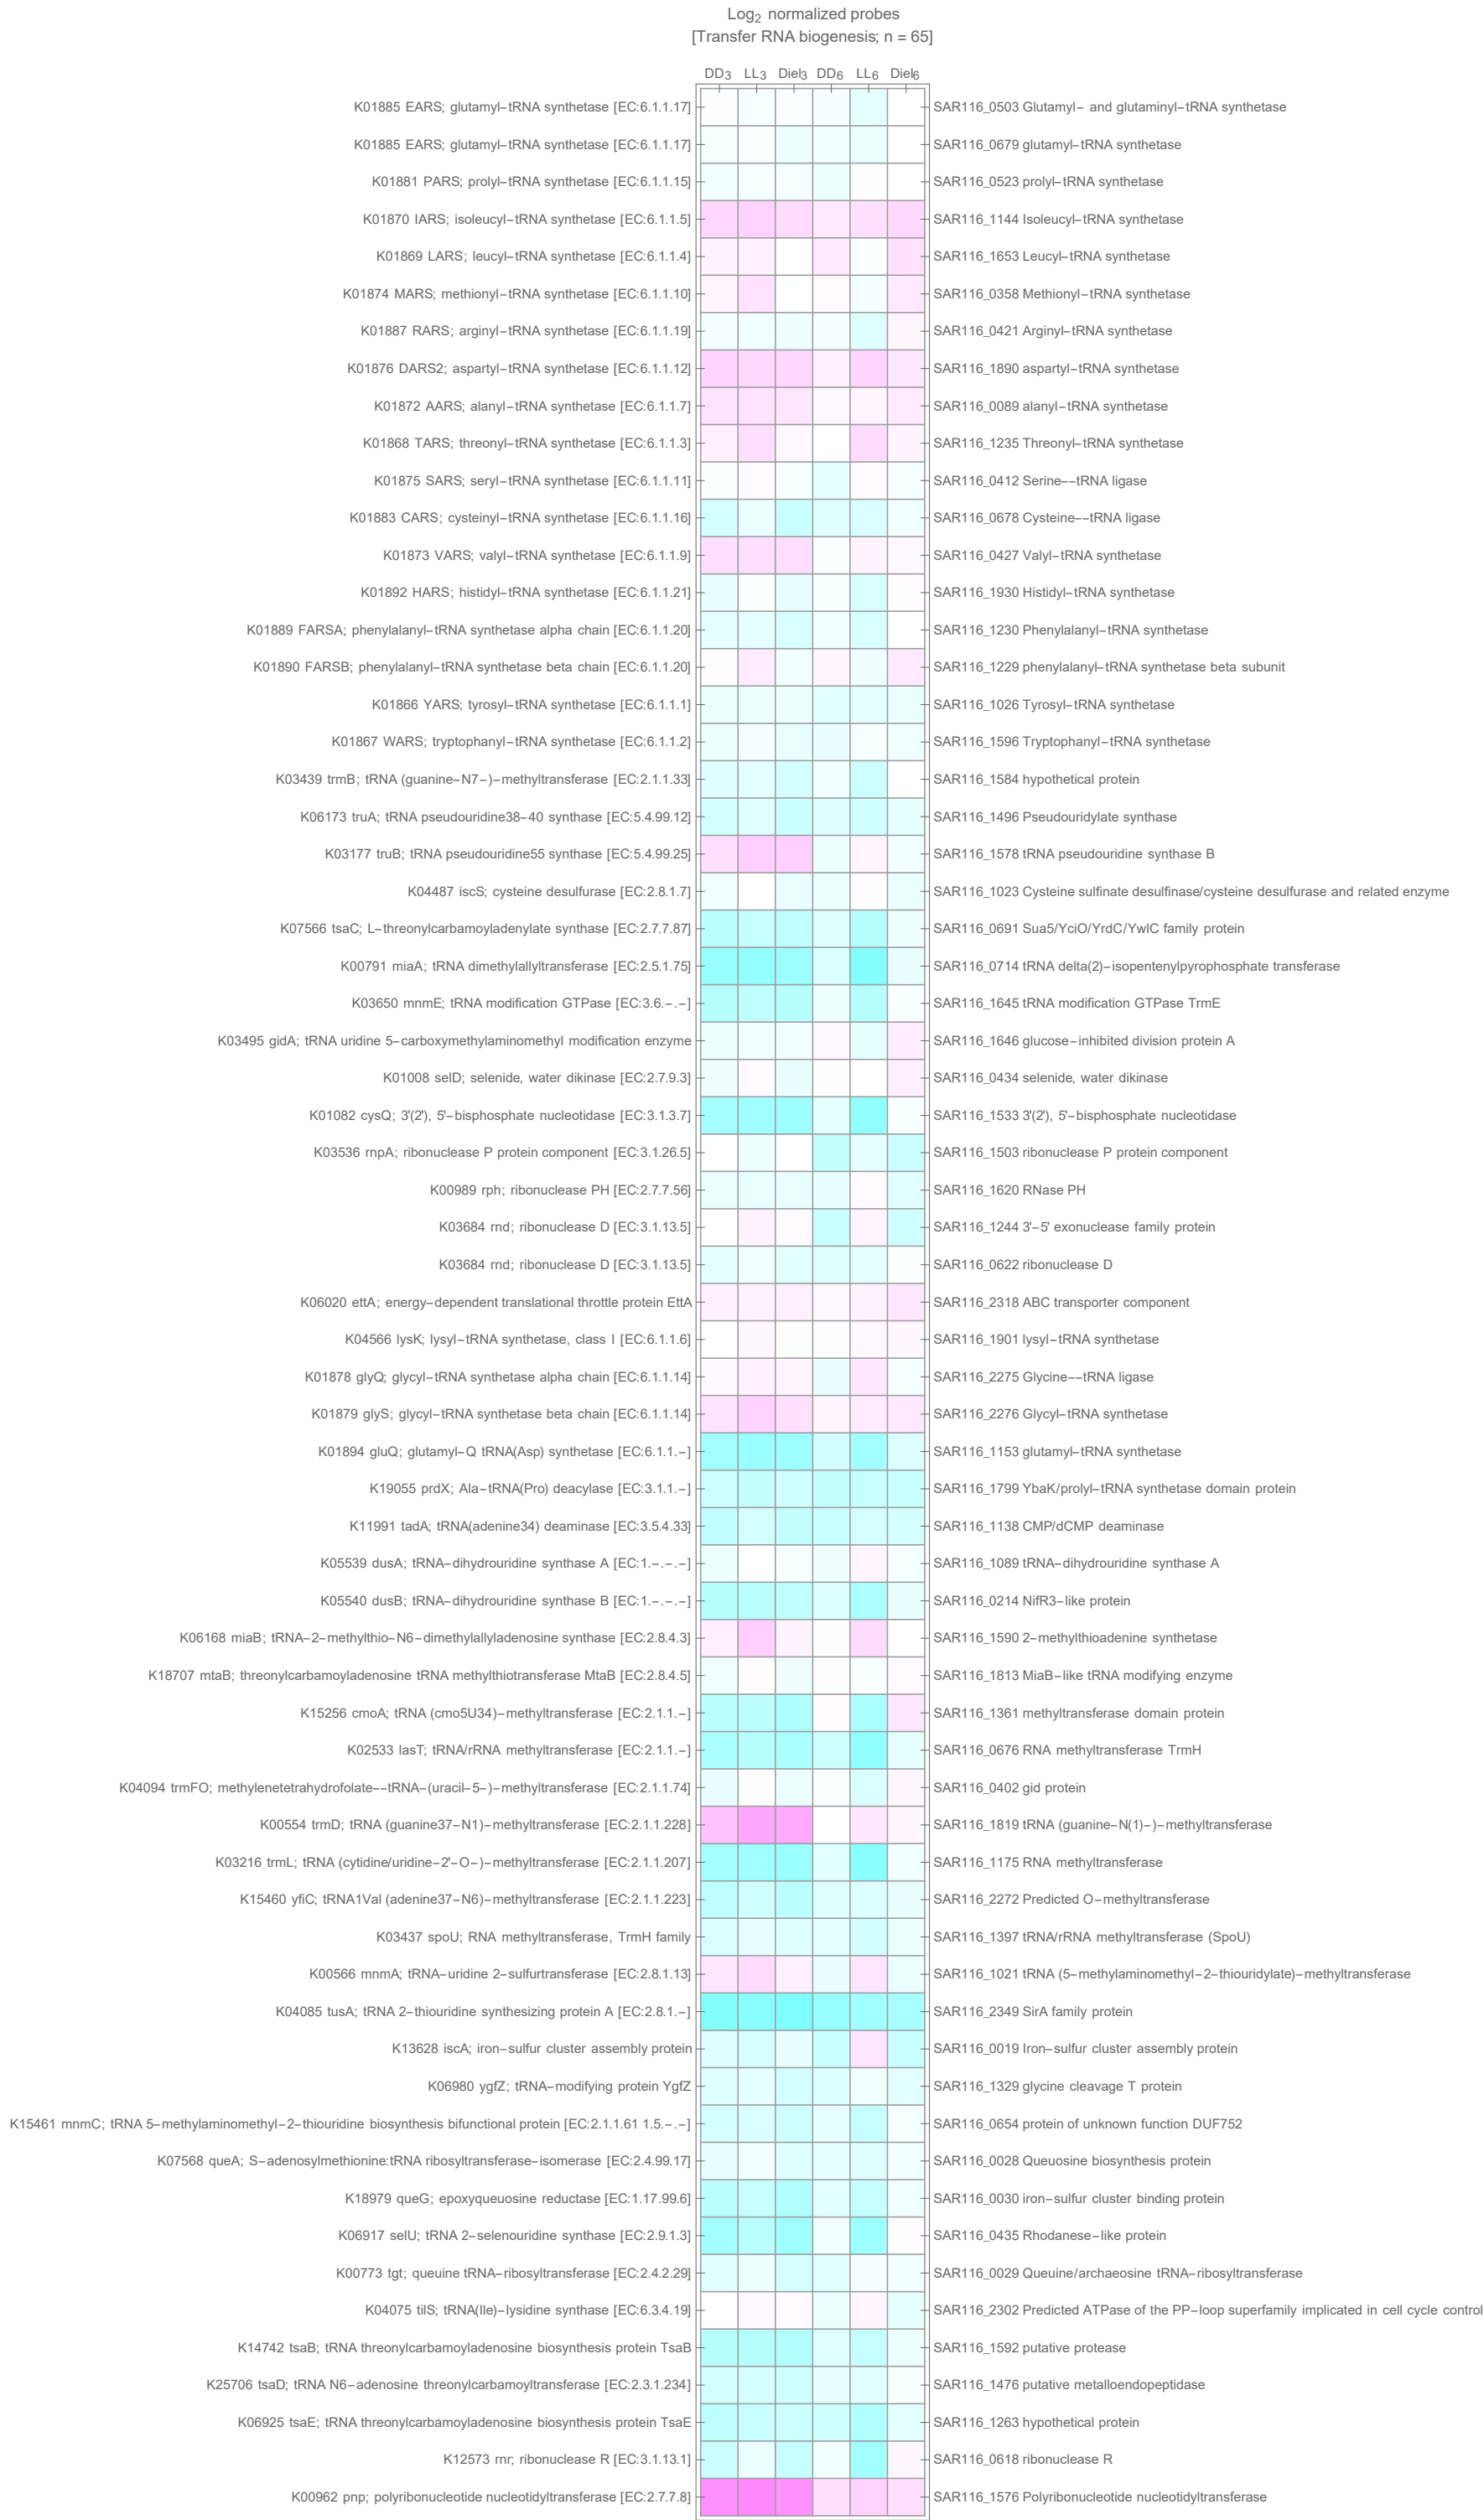 Log2 normalized probes
[Transfer RNA biogenesis; n = 65]
DD3 LL3 Diel3 DD6 LL6 Diel6
K01885 EARS; glutamyl-tRNA synthetase [EC:6.1.1.17] SAR116_0503 Glutamyl- and glutaminyl-tRNA synthetase
K01885 EARS; glutamyl-tRNA synthetase [EC:6.1.1.17] SAR116_0679 glutamyl-tRNA synthetase
K01881 PARS; prolyl-tRNA synthetase [EC:6.1.1.15] SAR116_0523 prolyl-tRNA synthetase
K01870 IARS; isoleucyl-tRNA synthetase [EC:6.1.1.5] SAR116_1144 Isoleucyl-tRNA synthetase
K01869 LARS; leucyl-tRNA synthetase [EC:6.1.1.4] SAR116_1653 Leucyl-tRNA synthetase
K01874 MARS; methionyl-tRNA synthetase [EC:6.1.1.10] SAR116_0358 Methionyl-tRNA synthetase
K01887 RARS; arginyl-tRNA synthetase [EC:6.1.1.19] SAR116_0421 Arginyl-tRNA synthetase
K01876 DARS2; aspartyl-tRNA synthetase [EC:6.1.1.12] SAR116_1890 aspartyl-tRNA synthetase
K01872 AARS; alanyl-tRNA synthetase [EC:6.1.1.7] SAR116_0089 alanyl-tRNA synthetase
K01868 TARS; threonyl-tRNA synthetase [EC:6.1.1.3] SAR116_1235 Threonyl-tRNA synthetase
K01875 SARS; seryl-tRNA synthetase [EC:6.1.1.11] SAR116_0412 Serine--tRNA ligase
K01883 CARS; cysteinyl-tRNA synthetase [EC:6.1.1.16] SAR116_0678 Cysteine--tRNA ligase
K01873 VARS; valyl-tRNA synthetase [EC:6.1.1.9] SAR116_0427 Valyl-tRNA synthetase
K01892 HARS; histidyl-tRNA synthetase [EC:6.1.1.21] SAR116_1930 Histidyl-tRNA synthetase
K01889 FARSA; phenylalanyl-tRNA synthetase alpha chain [EC:6.1.1.20] SAR116_1230 Phenylalanyl-tRNA synthetase
K01890 FARSB; phenylalanyl-tRNA synthetase beta chain [EC:6.1.1.20] SAR116_1229 phenylalanyl-tRNA synthetase beta subunit
K01866 YARS; tyrosyl-tRNA synthetase [EC:6.1.1.1] SAR116_1026 Tyrosyl-tRNA synthetase
K01867 WARS; tryptophanyl-tRNA synthetase [EC:6.1.1.2] SAR116_1596 Tryptophanyl-tRNA synthetase
K03439 trmB; tRNA (guanine-N7-)-methyltransferase [EC:2.1.1.33] SAR116_1584 hypothetical protein
K06173 truA; tRNA pseudouridine38-40 synthase [EC:5.4.99.12] SAR116_1496 Pseudouridylate synthase
K03177 truB; tRNA pseudouridine55 synthase [EC:5.4.99.25] SAR116_1578 tRNA pseudouridine synthase B
K04487 iscS; cysteine desulfurase [EC:2.8.1.7] SAR116_1023 Cysteine sulfinate desulfinase/cysteine desulfurase and related enzyme
K07566 tsaC; L-threonylcarbamoyladenylate synthase [EC:2.7.7.87] SAR116_0691 Sua5/YciO/YrdC/YwlC family protein
K00791 miaA; tRNA dimethylallyltransferase [EC:2.5.1.75] SAR116_0714 tRNA delta(2)-isopentenylpyrophosphate transferase
K03650 mnmE; tRNA modification GTPase [EC:3.6.-.-] SAR116_1645 tRNA modification GTPase TrmE
K03495 gidA; tRNA uridine 5-carboxymethylaminomethyl modification enzyme SAR116_1646 glucose-inhibited division protein A
K01008 selD; selenide, water dikinase [EC:2.7.9.3] SAR116_0434 selenide, water dikinase
K01082 cysQ; 3'(2'), 5'-bisphosphate nucleotidase [EC:3.1.3.7] SAR116_1533 3'(2'), 5'-bisphosphate nucleotidase
K03536 rnpA; ribonuclease P protein component [EC:3.1.26.5] SAR116_1503 ribonuclease P protein component
K00989 rph; ribonuclease PH [EC:2.7.7.56] SAR116_1620 RNase PH
K03684 rnd; ribonuclease D [EC:3.1.13.5] SAR116_1244 3'-5' exonuclease family protein
K03684 rnd; ribonuclease D [EC:3.1.13.5] SAR116_0622 ribonuclease D
K06020 ettA; energy-dependent translational throttle protein EttA SAR116_2318 ABC transporter component
K04566 lysK; lysyl-tRNA synthetase, class I [EC:6.1.1.6] SAR116_1901 lysyl-tRNA synthetase
K01878 glyQ; glycyl-tRNA synthetase alpha chain [EC:6.1.1.14] SAR116_2275 Glycine--tRNA ligase
K01879 glyS; glycyl-tRNA synthetase beta chain [EC:6.1.1.14] SAR116_2276 Glycyl-tRNA synthetase
K01894 gluQ; glutamyl-Q tRNA(Asp) synthetase [EC:6.1.1.-] SAR116_1153 glutamyl-tRNA synthetase
K19055 prdX; Ala-tRNA(Pro) deacylase [EC:3.1.1.-] SAR116_1799 YbaK/prolyl-tRNA synthetase domain protein
K11991 tadA; tRNA(adenine34) deaminase [EC:3.5.4.33] SAR116_1138 CMP/dCMP deaminase
K05539 dusA; tRNA-dihydrouridine synthase A [EC:1.-.-.-] SAR116_1089 tRNA-dihydrouridine synthase A
K05540 dusB; tRNA-dihydrouridine synthase B [EC:1.-.-.-] SAR116_0214 NifR3-like protein
K06168 miaB; tRNA-2-methylthio-N6-dimethylallyladenosine synthase [EC:2.8.4.3] SAR116_1590 2-methylthioadenine synthetase
K18707 mtaB; threonylcarbamoyladenosine tRNA methylthiotransferase MtaB [EC:2.8.4.5] SAR116_1813 MiaB-like tRNA modifying enzyme
K15256 cmoA; tRNA (cmo5U34)-methyltransferase [EC:2.1.1.-] SAR116_1361 methyltransferase domain protein
K02533 lasT; tRNA/rRNA methyltransferase [EC:2.1.1.-] SAR116_0676 RNA methyltransferase TrmH
K04094 trmFO; methylenetetrahydrofolate--tRNA-(uracil-5-)-methyltransferase [EC:2.1.1.74] SAR116_0402 gid protein
K00554 trmD; tRNA (guanine37-N1)-methyltransferase [EC:2.1.1.228] SAR116_1819 tRNA (guanine-N(1)-)-methyltransferase
K03216 trmL; tRNA (cytidine/uridine-2'-O-)-methyltransferase [EC:2.1.1.207] SAR116_1175 RNA methyltransferase
K15460 yfiC; tRNA1Val (adenine37-N6)-methyltransferase [EC:2.1.1.223] SAR116_2272 Predicted O-methyltransferase
K03437 spoU; RNA methyltransferase, TrmH family SAR116_1397 tRNA/rRNA methyltransferase (SpoU)
K00566 mnmA; tRNA-uridine 2-sulfurtransferase [EC:2.8.1.13] SAR116_1021 tRNA (5-methylaminomethyl-2-thiouridylate)-methyltransferase
K04085 tusA; tRNA 2-thiouridine synthesizing protein A [EC:2.8.1.-] SAR116_2349 SirA family protein
K13628 iscA; iron-sulfur cluster assembly protein SAR116_0019 Iron-sulfur cluster assembly protein
K06980 ygfZ; tRNA-modifying protein YgfZ SAR116_1329 glycine cleavage T protein
K15461 mnmC; tRNA 5-methylaminomethyl-2-thiouridine biosynthesis bifunctional protein [EC:2.1.1.61 1.5.-.-] SAR116_0654 protein of unknown function DUF752
K07568 queA; S-adenosylmethionine:tRNA ribosyltransferase-isomerase [EC:2.4.99.17] SAR116_0028 Queuosine biosynthesis protein
K18979 queG; epoxyqueuosine reductase [EC:1.17.99.6] SAR116_0030 iron-sulfur cluster binding protein
K06917 selU; tRNA 2-selenouridine synthase [EC:2.9.1.3] SAR116_0435 Rhodanese-like protein
K00773 tgt; queuine tRNA-ribosyltransferase [EC:2.4.2.29] SAR116_0029 Queuine/archaeosine tRNA-ribosyltransferase
K04075 tilS; tRNA(Ile)-lysidine synthase [EC:6.3.4.19] SAR116_2302 Predicted ATPase of the PP-loop superfamily implicated in cell cycle control
K14742 tsaB; tRNA threonylcarbamoyladenosine biosynthesis protein TsaB SAR116_1592 putative protease
K25706 tsaD; tRNA N6-adenosine threonylcarbamoyltransferase [EC:2.3.1.234] SAR116_1476 putative metalloendopeptidase
K06925 tsaE; tRNA threonylcarbamoyladenosine biosynthesis protein TsaE SAR116_1263 hypothetical protein
K12573 rnr; ribonuclease R [EC:3.1.13.1] SAR116_0618 ribonuclease R
K00962 pnp; polyribonucleotide nucleotidyltransferase [EC:2.7.7.8] SAR116_1576 Polyribonucleotide nucleotidyltransferase